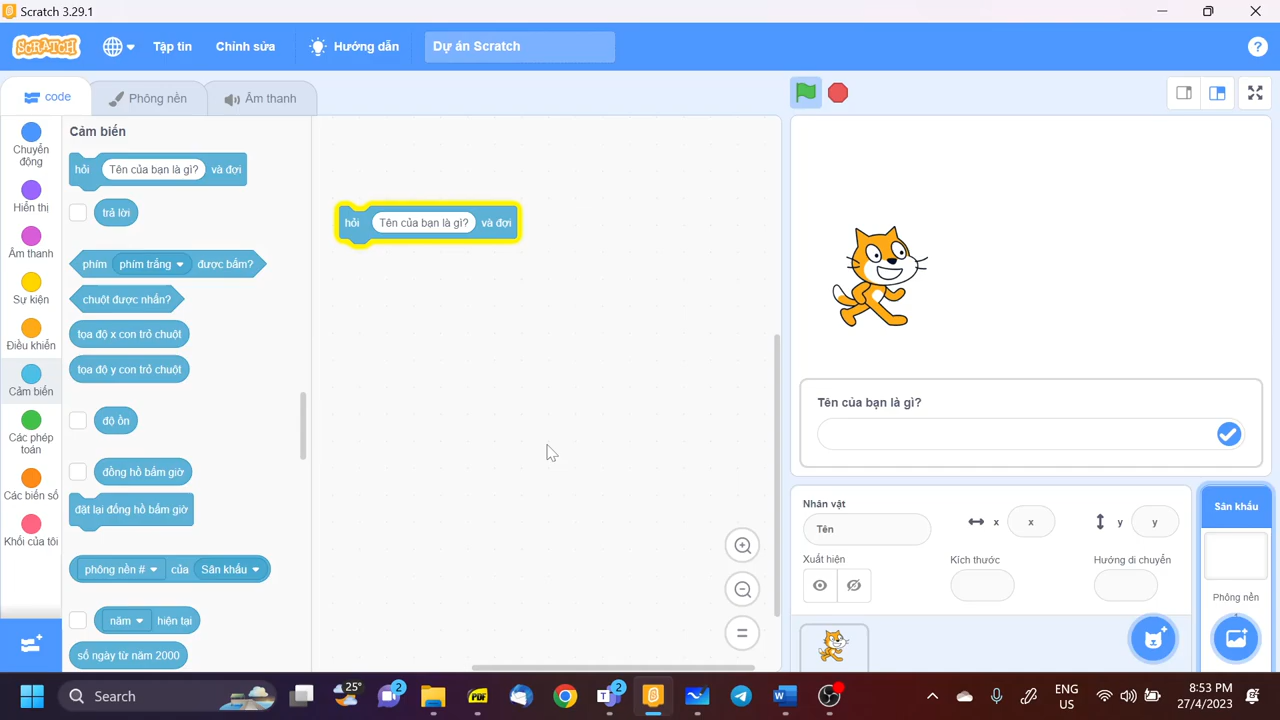 Scratch 3.29.1
SCRATCH
Tập tin
Chỉnh sửa
Hướng dẫn
Dự án Scratch
?
code
Phông nền
Âm thanh
Chuyển động
Hiển thị
Âm thanh
Sự kiện
Điều khiển
Cảm biến
Các phép toán
Các biến số
Khối của tôi
Cảm biến
hỏi Tên của bạn là gì? và đợi
trả lời
phím phím trắng được bấm?
chuột được nhấn?
tọa độ x con trỏ chuột
tọa độ y con trỏ chuột
độ ồn
đồng hồ bấm giờ
đặt lại đồng hồ bấm giờ
phông nền # của Sân khấu
năm hiện tại
số ngày từ năm 2000
hỏi Tên của bạn là gì? và đợi
Tên của bạn là gì?
Nhân vật
Tên
x x
y y
Xuất hiện
Kích thước
Hướng di chuyển
Sân khấu
Phông nền
Search
25°
2
PDF
2
ENG
US
8:53 PM
27/4/2023